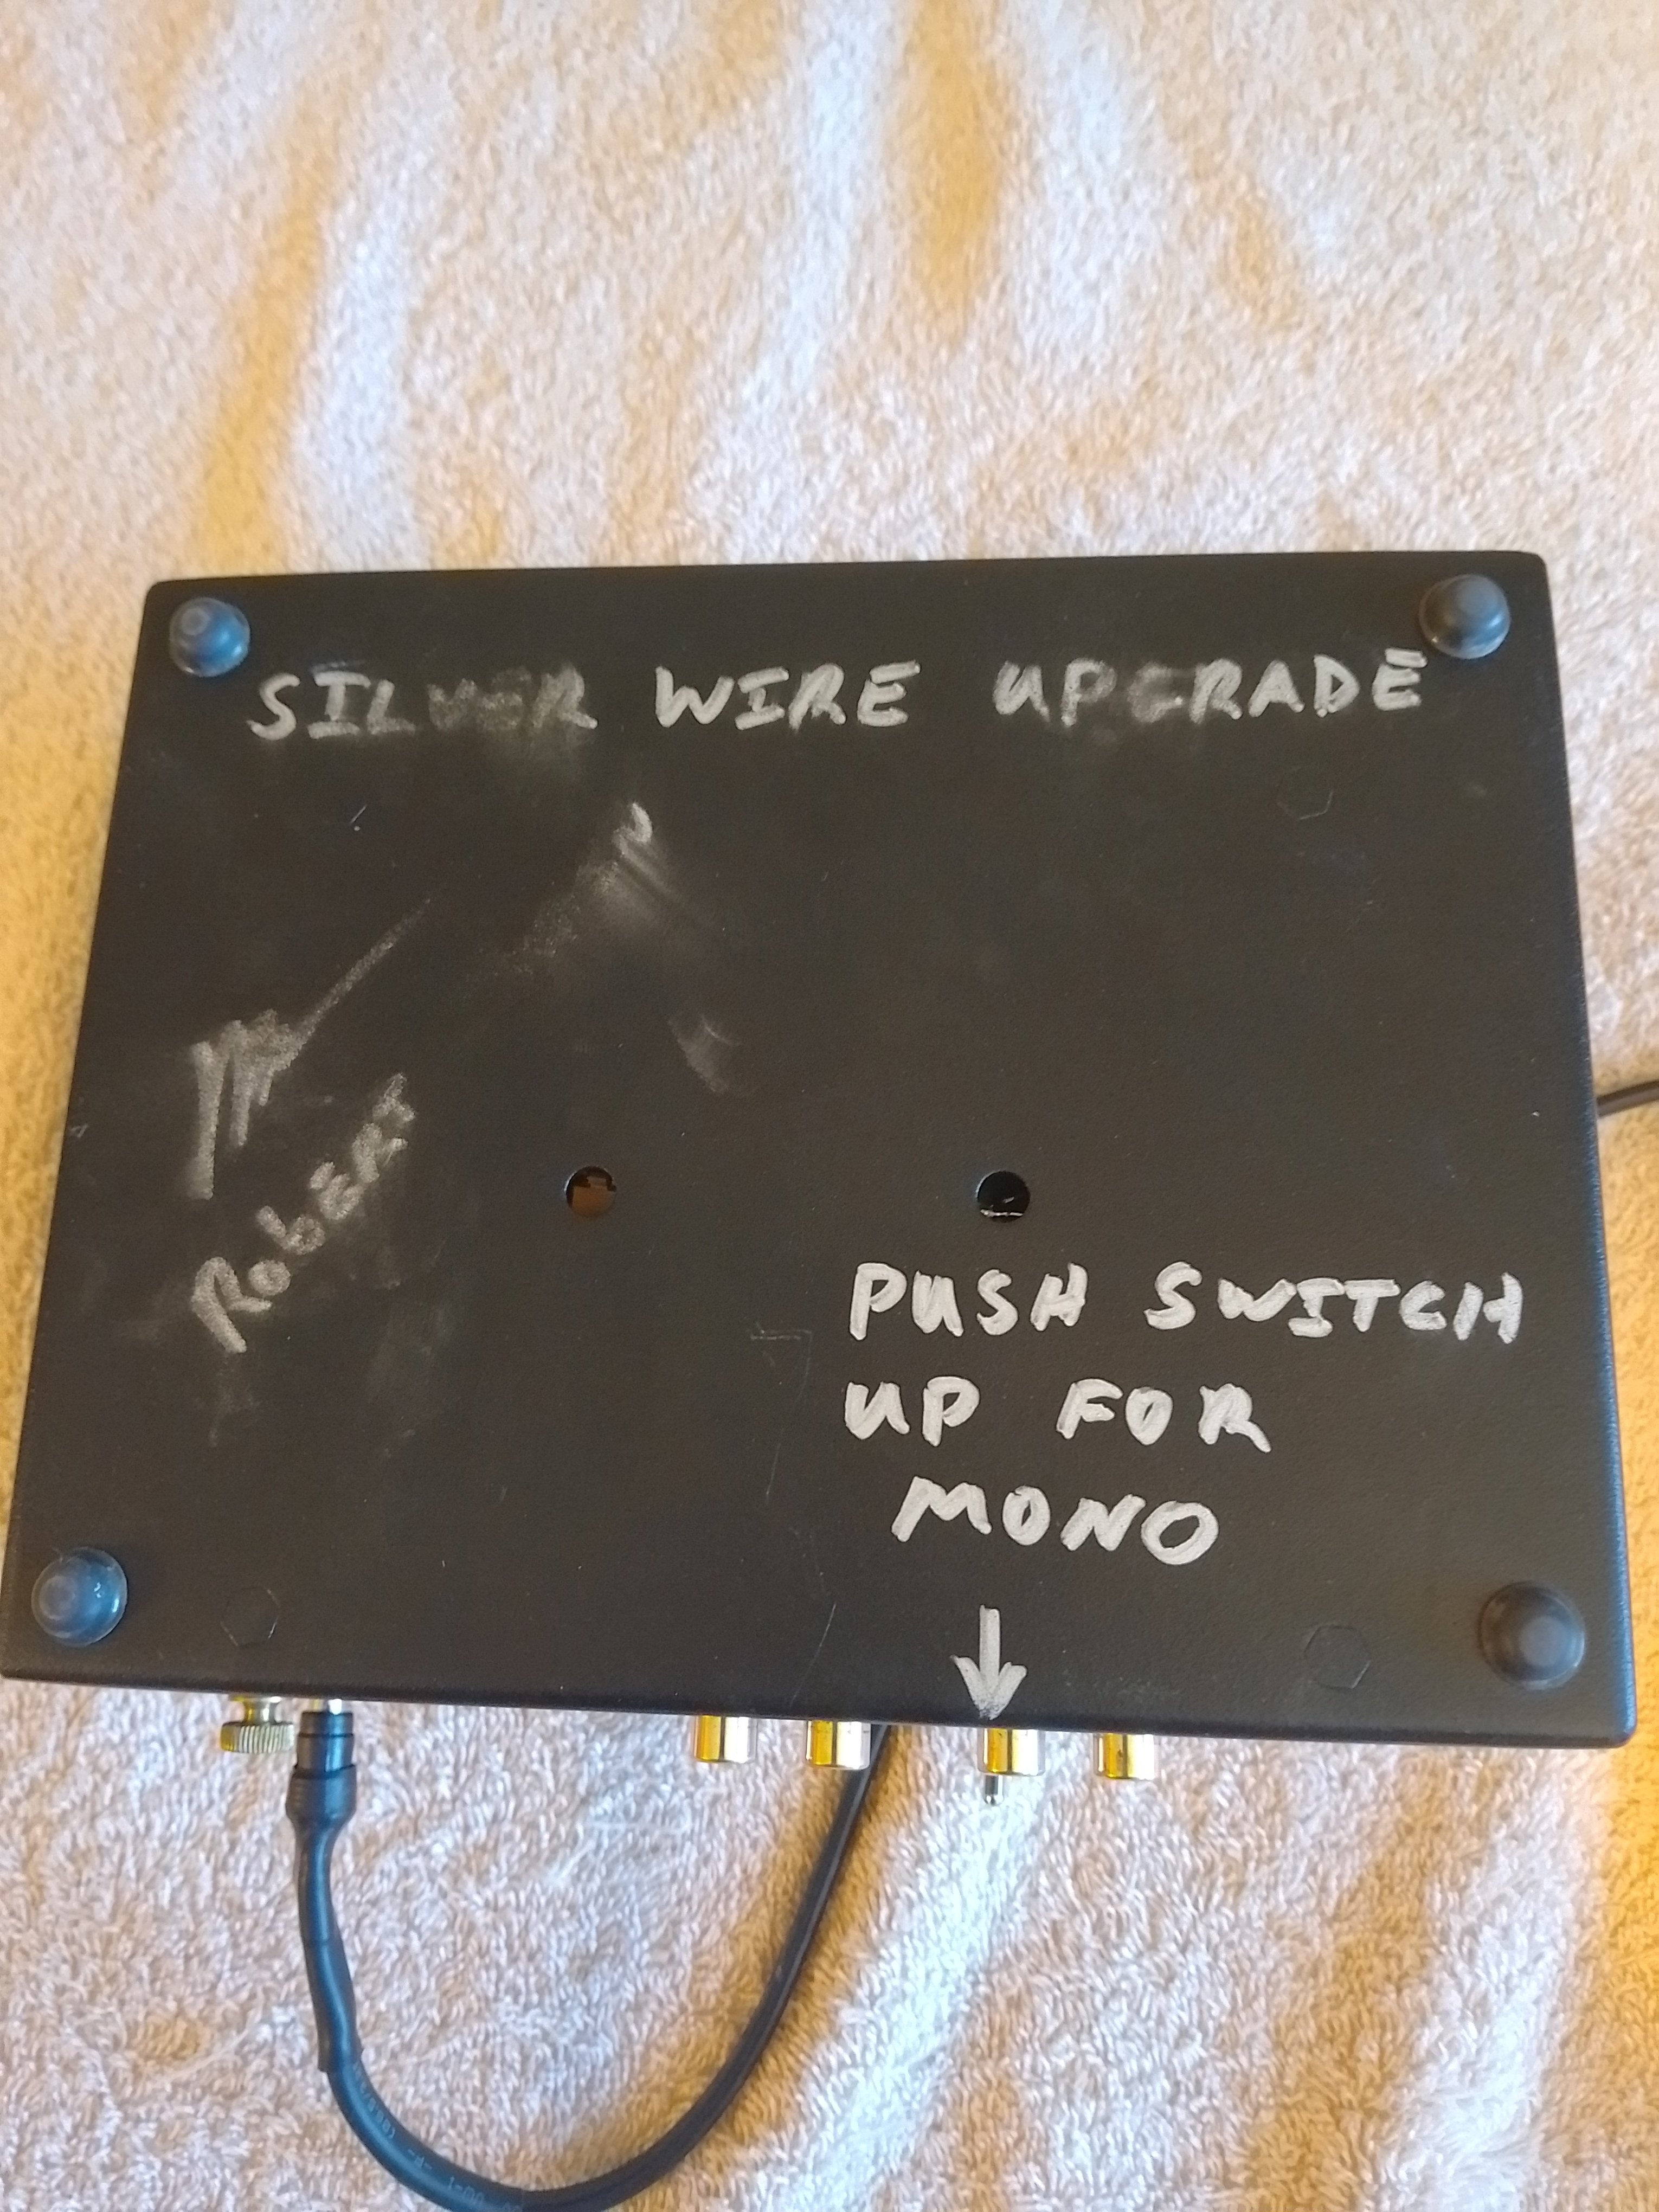 SILVER WIRE UPGRADE
Robert
PUSH SWITCH
UP FOR
MONO